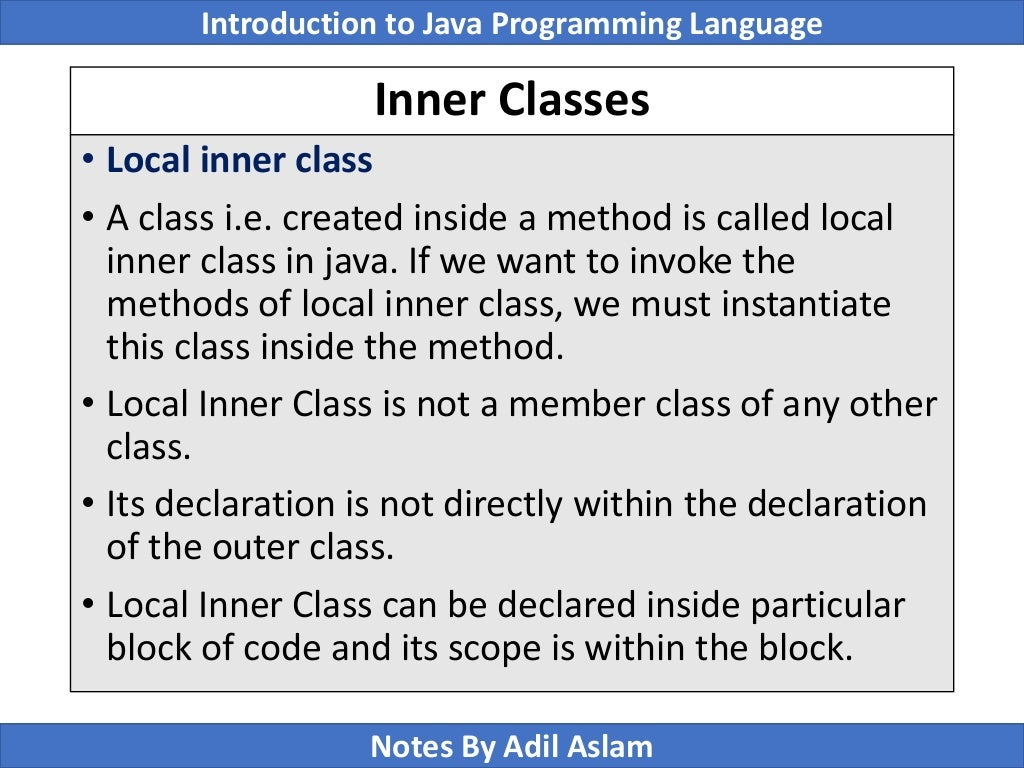 Introduction to Java Programming Language
Inner Classes
• Local inner class
• A class i.e. created inside a method is called local
inner class in java. If we want to invoke the
methods of local inner class, we must instantiate
this class inside the method.
• Local Inner Class is not a member class of any other
class.
• Its declaration is not directly within the declaration
of the outer class.
• Local Inner Class can be declared inside particular
block of code and its scope is within the block.
Notes By Adil Aslam